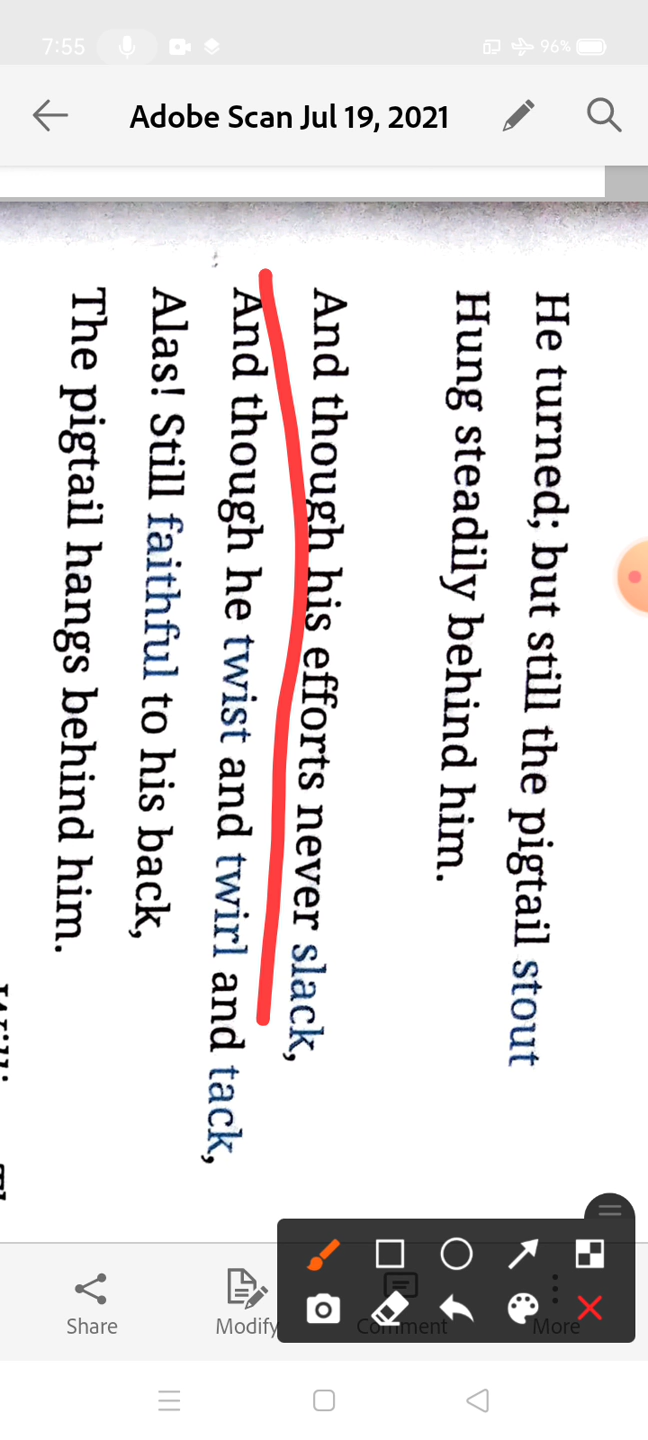 7:55
96%
Adobe Scan Jul 19, 2021
He turned; but still the pigtail stout
Hung steadily behind him.
And though his efforts never slack,
And though he twist and twirl and tack,
Alas! Still faithful to his back,
The pigtail hangs behind him.
Share
Modify
Comment
More